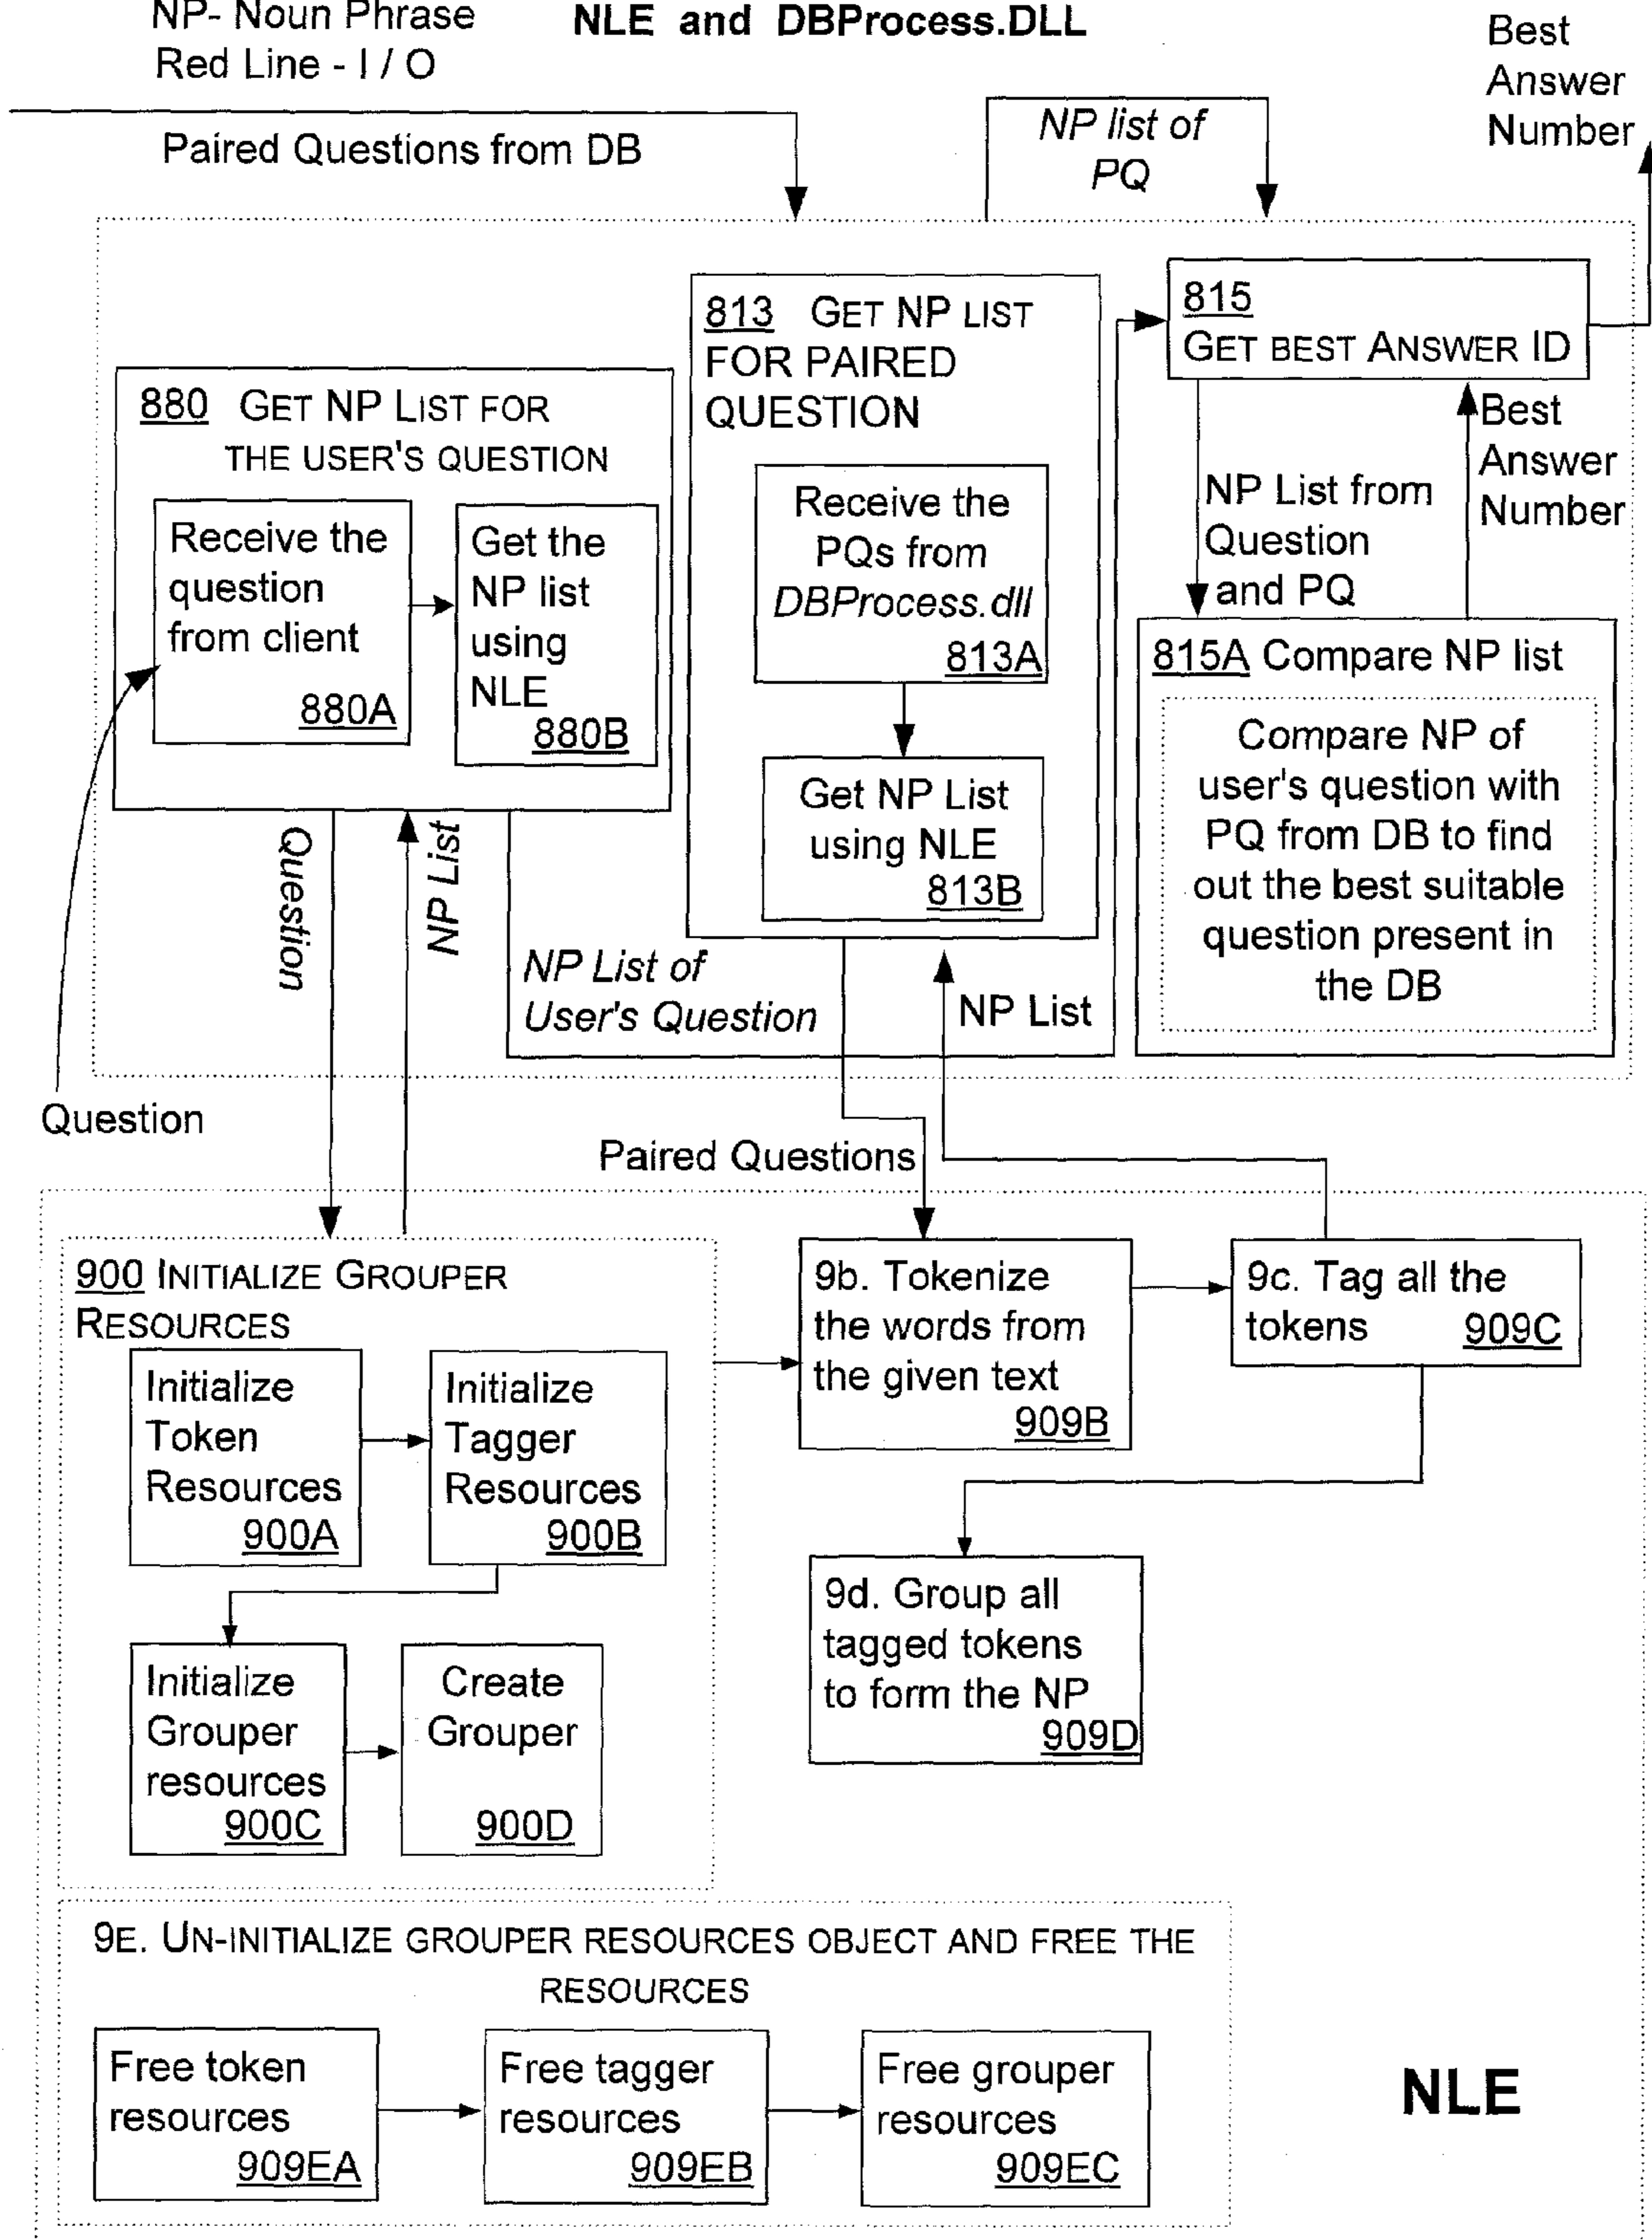 NP- Noun Phrase
Red Line - I / O
NLE and DBProcess.DLL
Best
Answer
Number
Paired Questions from DB
NP list of
PQ
880 GET NP LIST FOR
THE USER'S QUESTION
Receive the
question
from client
880A
Get the
NP list
using
NLE
880B
813 GET NP LIST
FOR PAIRED
QUESTION
Receive the
PQs from
DBProcess.dll
813A
Get NP List
using NLE
813B
815
GET BEST ANSWER ID
NP List from
Question
and PQ
Best
Answer
Number
815A Compare NP list
Compare NP of
user's question with
PQ from DB to find
out the best suitable
question present in
the DB
Question
NP List
NP List of
User's Question
NP List
Question
Paired Questions
900 INITIALIZE GROUPER
RESOURCES
Initialize
Token
Resources
900A
Initialize
Tagger
Resources
900B
Initialize
Grouper
resources
900C
Create
Grouper
900D
9b. Tokenize
the words from
the given text
909B
9c. Tag all the
tokens 909C
9d. Group all
tagged tokens
to form the NP
909D
9E. UN-INITIALIZE GROUPER RESOURCES OBJECT AND FREE THE
RESOURCES
Free token
resources
909EA
Free tagger
resources
909EB
Free grouper
resources
909EC
NLE